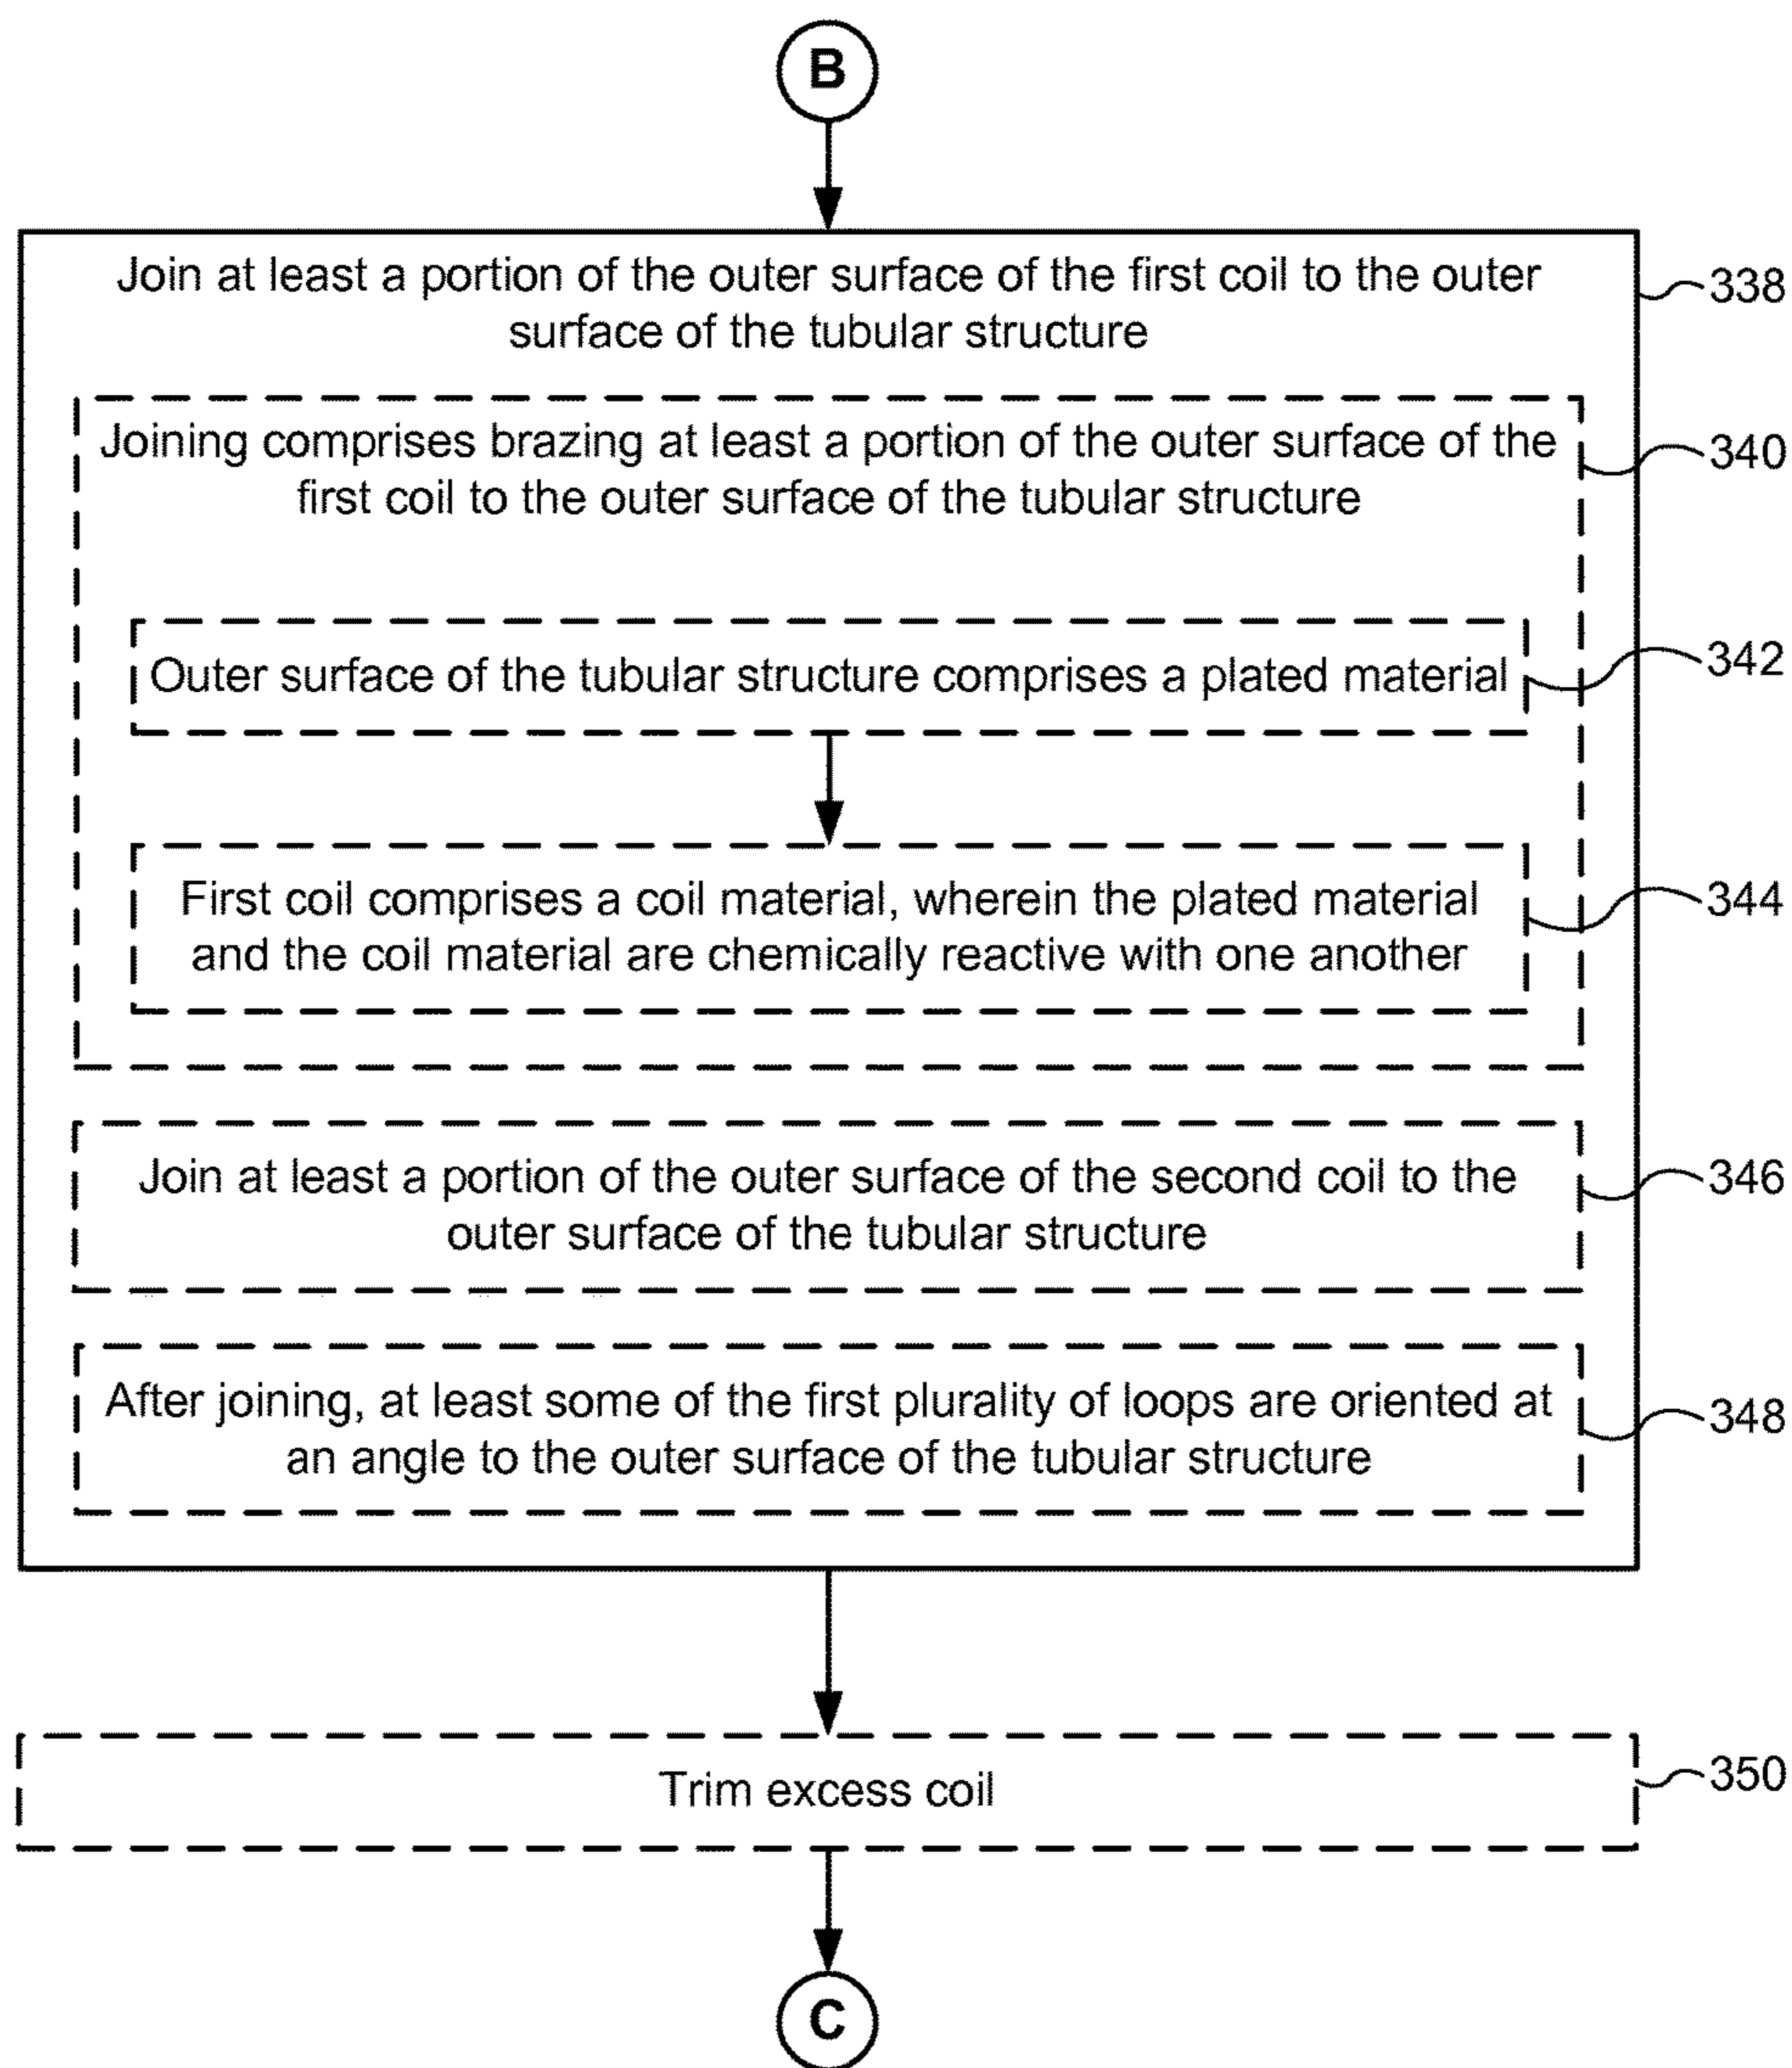 B
Join at least a portion of the outer surface of the first coil to the outer
surface of the tubular structure
338
Joining comprises brazing at least a portion of the outer surface of the
first coil to the outer surface of the tubular structure
340
Outer surface of the tubular structure comprises a plated material
342
First coil comprises a coil material, wherein the plated material
and the coil material are chemically reactive with one another
344
Join at least a portion of the outer surface of the second coil to the
outer surface of the tubular structure
346
After joining, at least some of the first plurality of loops are oriented at
an angle to the outer surface of the tubular structure
348
Trim excess coil
350
C